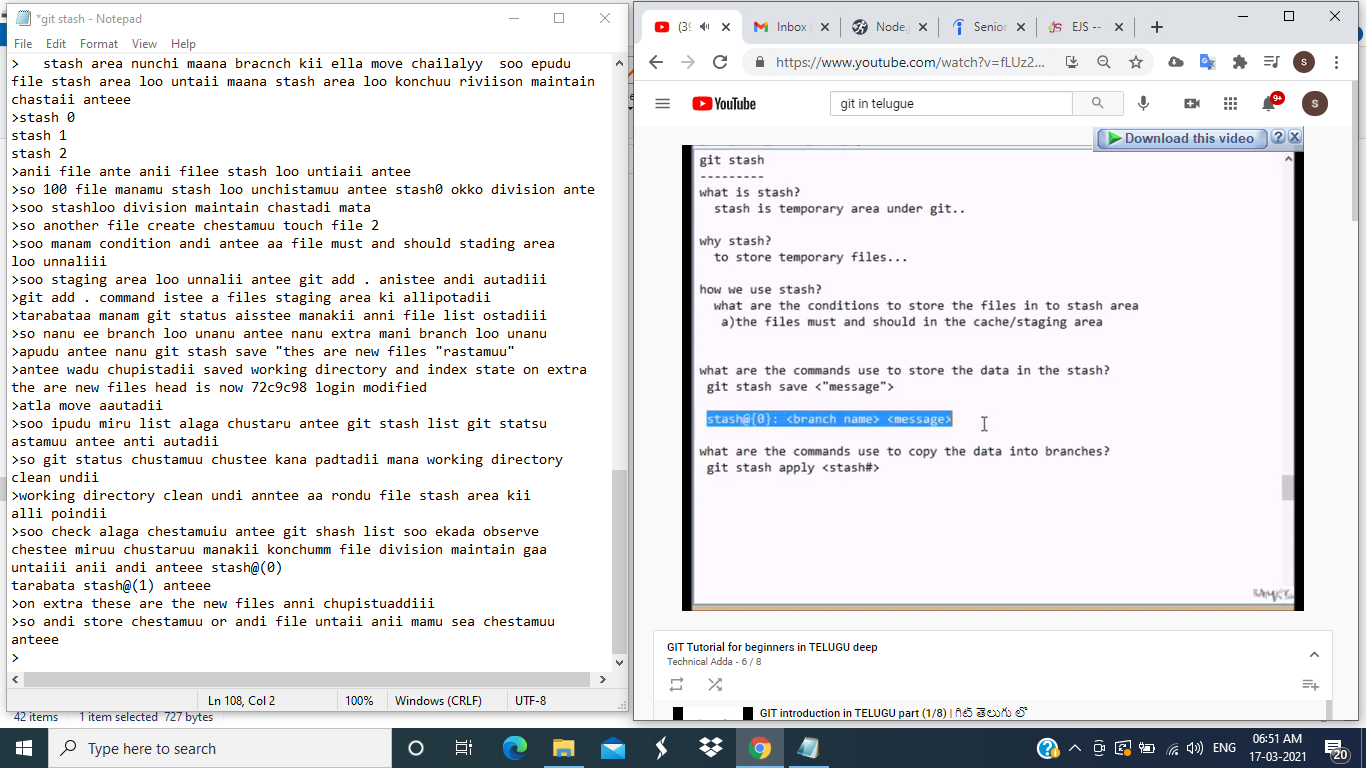 *git stash - Notepad
File Edit Format View Help
>   stash area nunchi maana bracnch kii ella move chailalyy  soo epudu
file stash area loo untaii maana stash area loo konchuu riviison maintain
chastaii anteee
>stash 0
stash 1
stash 2
>anii file ante anii filee stash loo untiaii antee
>so 100 file manamu stash loo unchistamuu antee stash0 okko division ante
>soo stashloo division maintain chastadi mata
>so another file create chestamuu touch file 2
>soo manam condition andi antee aa file must and should stading area
loo unnaliii
>soo staging area loo unnalii antee git add . anistee andi autadiii
>git add . command istee a files staging area ki allipotadii
>tarabataa manam git status aisstee manakii anni file list ostadiii
>so nanu ee branch loo unanu antee nanu extra mani branch loo unanu
>apudu antee nanu git stash save "thes are new files "rastamuu"
>antee wadu chupistadii saved working directory and index state on extra
the are new files head is now 72c9c98 login modified
>atla move aautadii
>soo ipudu miru list alaga chustaru antee git stash list git statsu
astamuu antee anti autadii
>so git status chustamuu chustee kana padtadii mana working directory
clean undii
>working directory clean undi anntee aa rondu file stash area kii
alli poindii
>soo check alaga chestamuiu antee git shash list soo ekada observe
chestee miruu chustaruu manakii konchumm file division maintain gaa
untaiii anii andi anteee stash@(0)
tarabata stash@(1) anteee
>on extra these are the new files anni chupistuaddiii
>so andi store chestamuu or andi file untaii anii mamu sea chestamuu
anteee
>
Ln 108, Col 2 100% Windows (CRLF) UTF-8
42 items 1 item selected 727 bytes
(39 Inbox Node. Senior EJS --
https://www.youtube.com/watch?v=fLUz2... s
YouTube
git in telugue
9+
s
Download this video ? X
git stash
---------
what is stash?
stash is temporary area under git..
why stash?
to store temporary files...
how we use stash?
what are the conditions to store the files in to stash area
a)the files must and should in the cache/staging area
what are the commands use to store the data in the stash?
git stash save <"message">
stash@{0}: <branch name> <message>
what are the commands use to copy the data into branches?
git stash apply <stash#>
GIT Tutorial for beginners in TELUGU deep
Technical Adda - 6 / 8
GIT introduction in TELUGU part (1/8) | గిట్ తెలుగు లో
Type here to search
ENG
06:51 AM
17-03-2021
20